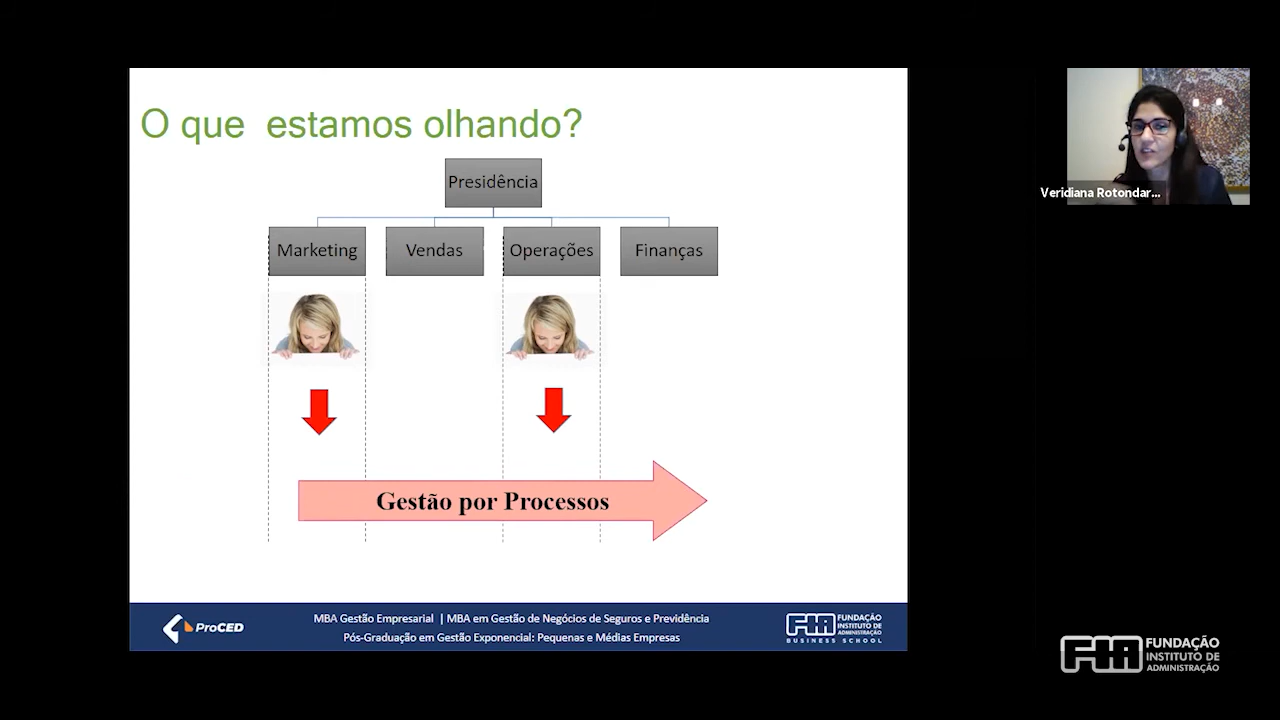 O que  estamos olhando?
Presidência
Marketing
Vendas
Operações
Finanças
Gestão por Processos
Veridiana Rotondar...
ProCED
MBA Gestão Empresarial | MBA em Gestão de Negócios de Seguros e Previdência
Pós-Graduação em Gestão Exponencial: Pequenas e Médias Empresas
FIA
FUNDAÇÃO
INSTITUTO DE
ADMINISTRAÇÃO
BUSINESS SCHOOL
FIA
FUNDAÇÃO
INSTITUTO DE
ADMINISTRAÇÃO